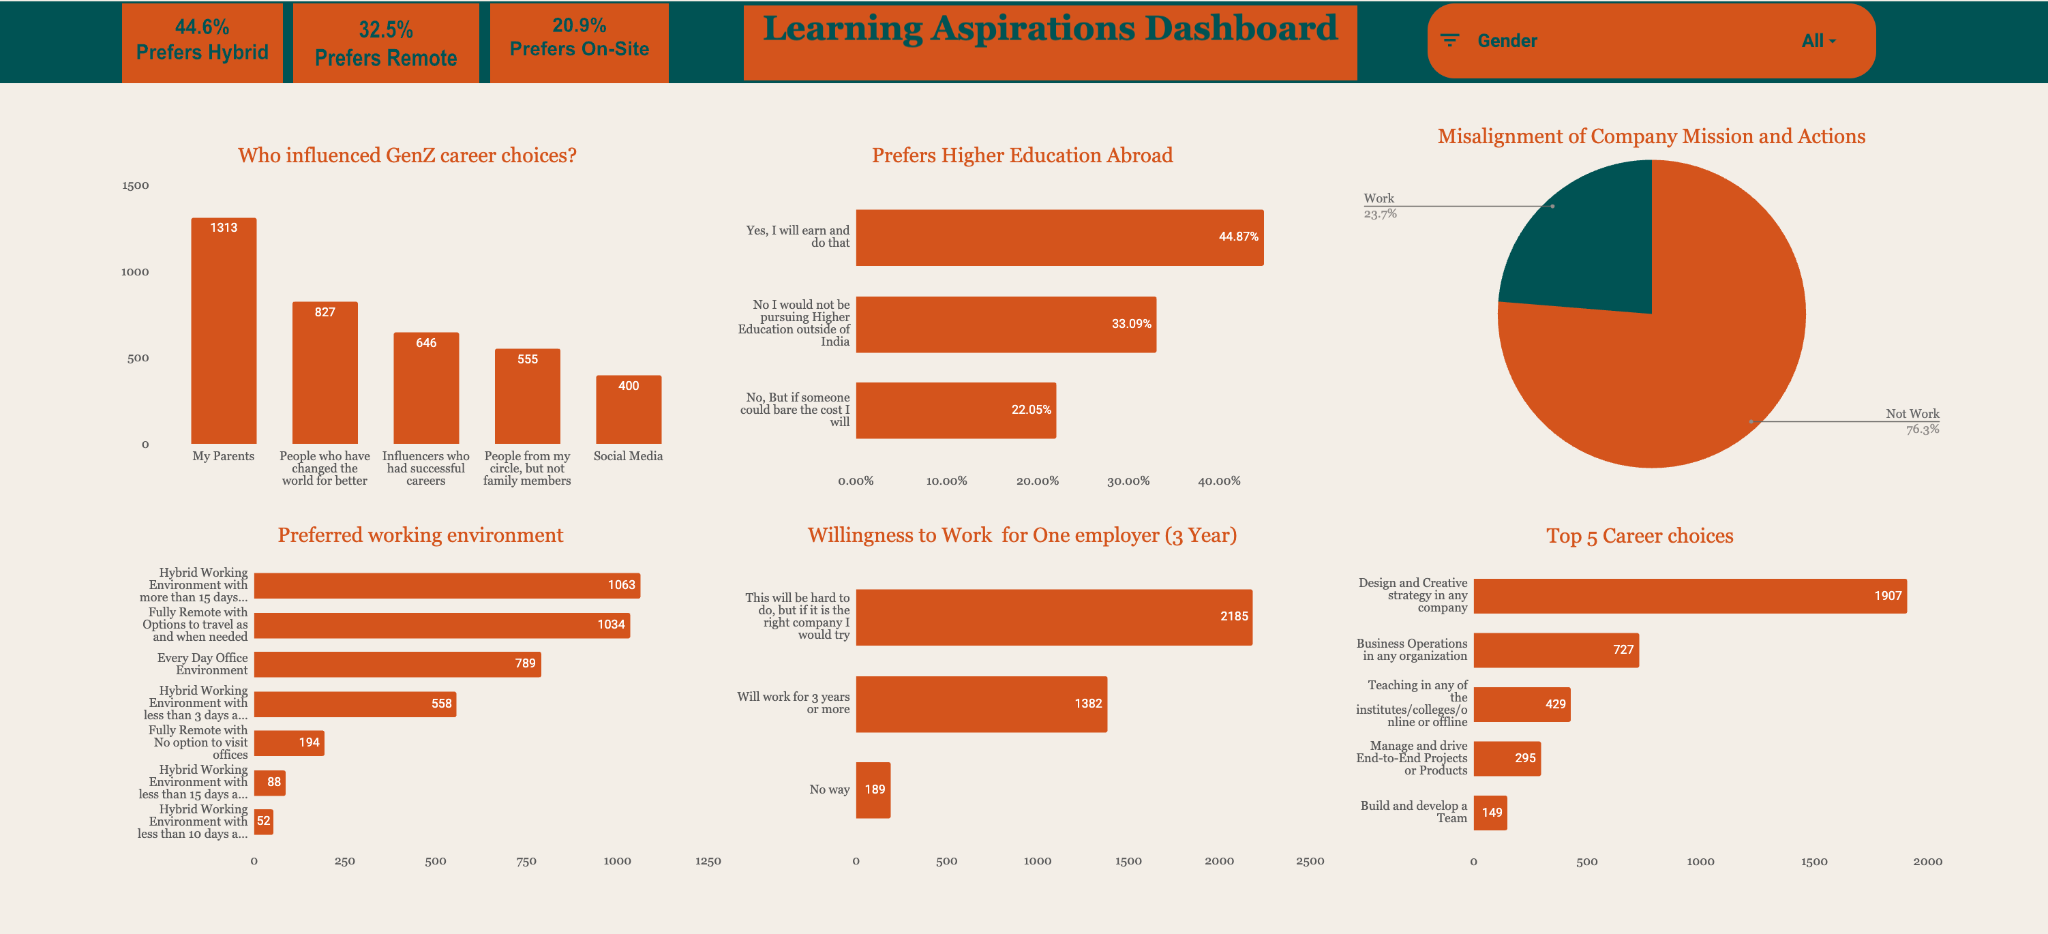 44.6%
Prefers Hybrid
32.5%
Prefers Remote
20.9%
Prefers On-Site
Learning Aspirations Dashboard
Gender
All
Who influenced GenZ career choices?
1500
1000
500
0
1313
827
646
555
400
My Parents
People who have
changed the
world for better
Influencers who
had successful
careers
People from my
circle, but not
family members
Social Media
Prefers Higher Education Abroad
Yes, I will earn and
do that
44.87%
No I would not be
pursuing Higher
Education outside of
India
33.09%
No, But if someone
could bare the cost I
will
22.05%
0.00%
10.00%
20.00%
30.00%
40.00%
Misalignment of Company Mission and Actions
Work
23.7%
Not Work
76.3%
Preferred working environment
Hybrid Working
Environment with
more than 15 days...
1063
Fully Remote with
Options to travel as
and when needed
1034
Every Day Office
Environment
789
Hybrid Working
Environment with
less than 3 days a...
558
Fully Remote with
No option to visit
offices
194
Hybrid Working
Environment with
less than 15 days a...
88
Hybrid Working
Environment with
less than 10 days a...
52
0
250
500
750
1000
1250
Willingness to Work  for One employer (3 Year)
This will be hard to
do, but if it is the
right company I
would try
2185
Will work for 3 years
or more
1382
No way
189
0
500
1000
1500
2000
2500
Top 5 Career choices
Design and Creative
strategy in any
company
1907
Business Operations
in any organization
727
Teaching in any of
the
institutes/colleges/o
nline or offline
429
Manage and drive
End-to-End Projects
or Products
295
Build and develop a
Team
149
0
500
1000
1500
2000